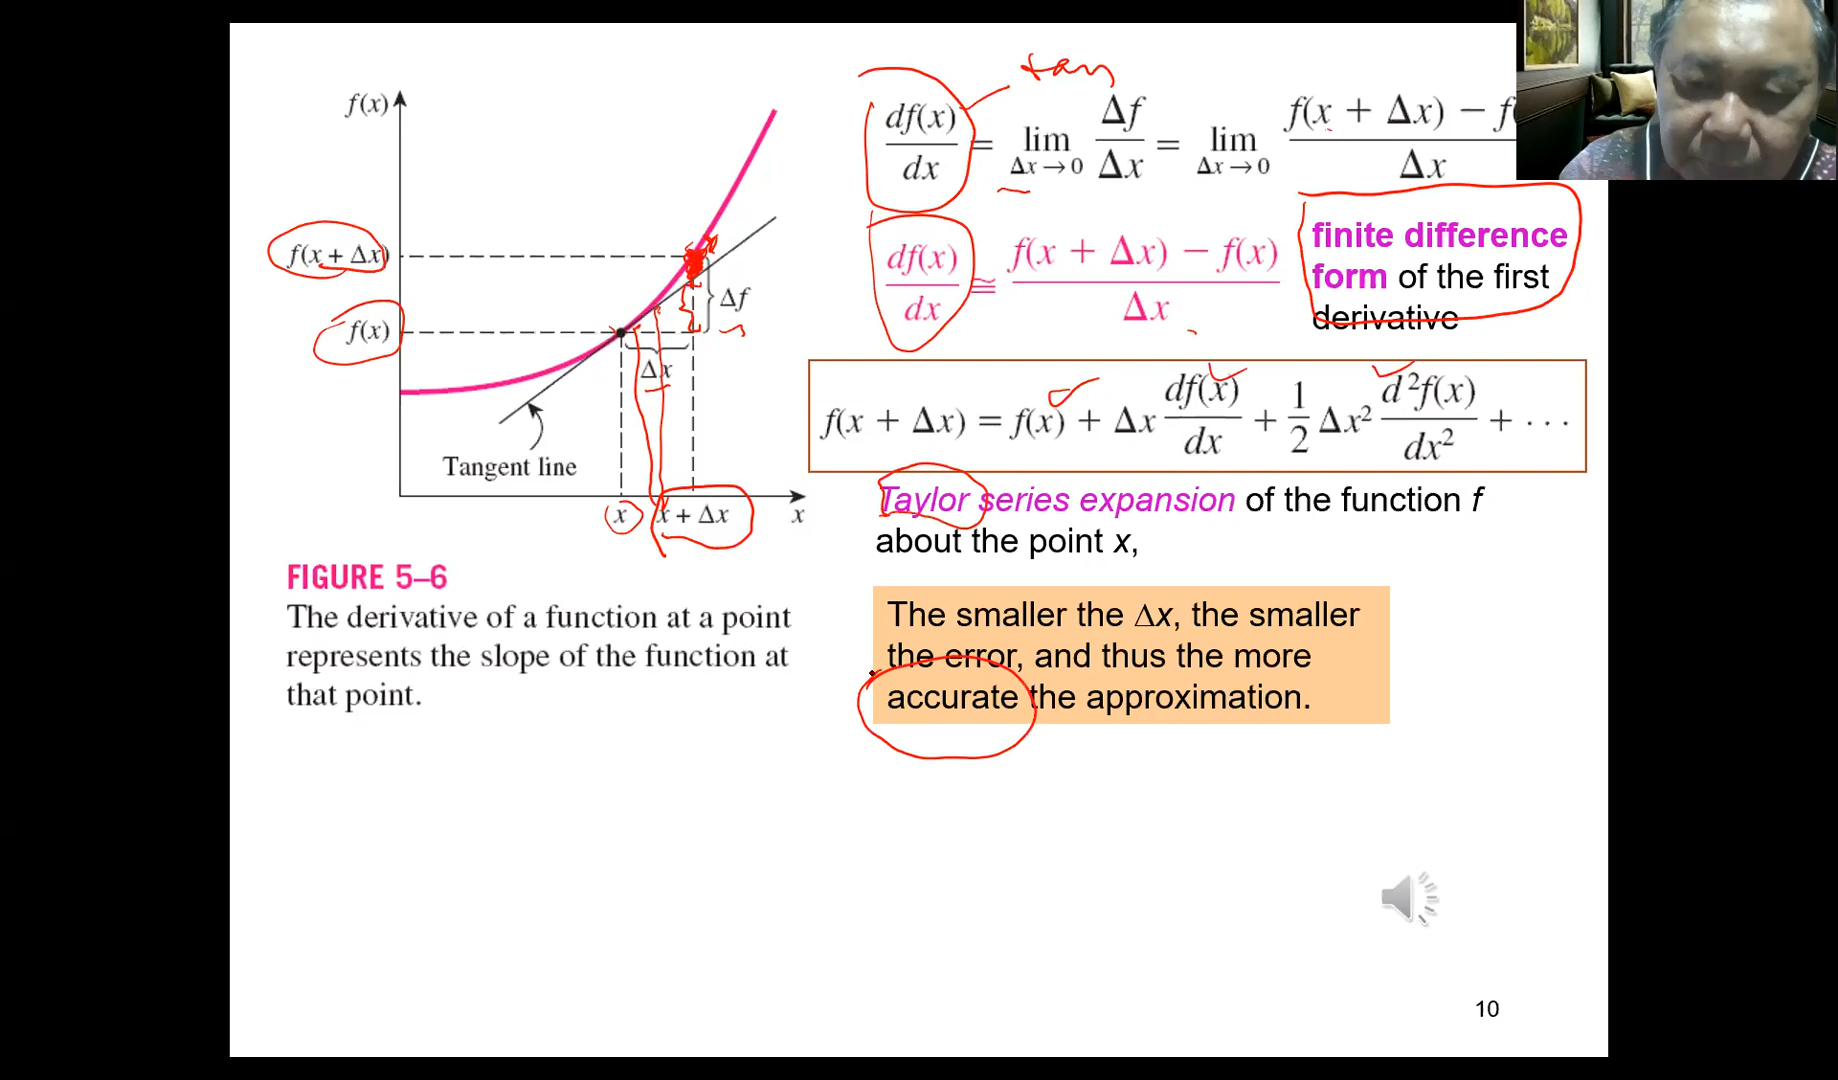 f(x)
f(x + Δx)
f(x)
Δf
Δx
Tangent line
x
x + Δx
x
FIGURE 5–6
The derivative of a function at a point
represents the slope of the function at
that point.
tan
df(x)/dx = lim Δx→0 Δf/Δx = lim Δx→0 f(x + Δx) − f /Δx
df(x)/dx ≅ f(x + Δx) − f(x)/Δx
finite difference
form of the first
derivative
f(x + Δx) = f(x) + Δx df(x)/dx + 1/2 Δx² d²f(x)/dx² + · · ·
Taylor series expansion of the function f
about the point x,
The smaller the Δx, the smaller
the error, and thus the more
accurate the approximation.
10